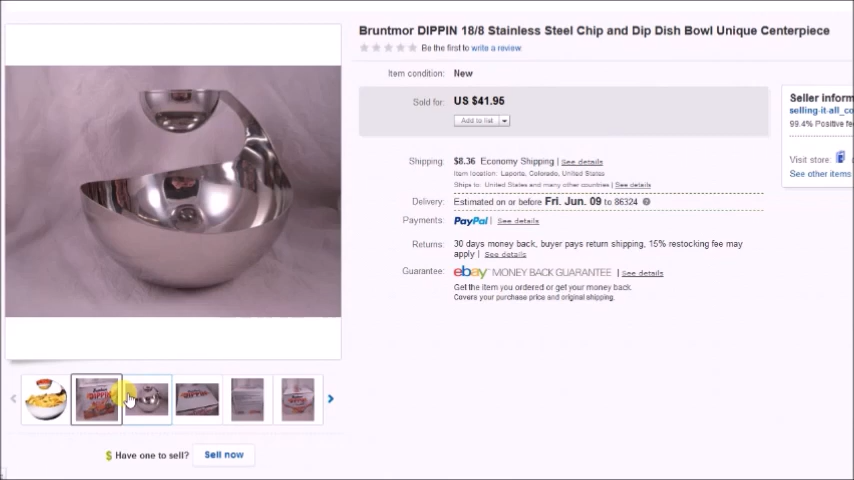 Bruntmor DIPPIN 18/8 Stainless Steel Chip and Dip Dish Bowl Unique Centerpiece
Be the first to write a review
Item condition: New
Sold for: US $41.95
Add to list
Shipping: $8.36 Economy Shipping | See details
Item location: Laporte, Colorado, United States
Ships to: United States and many other countries | See details
Delivery: Estimated on or before Fri. Jun. 09 to 86324
Payments: PayPal | See details
Returns: 30 days money back, buyer pays return shipping, 15% restocking fee may
apply | See details
Guarantee: ebay MONEY BACK GUARANTEE | See details
Get the item you ordered or get your money back.
Covers your purchase price and original shipping.
Seller inform
selling-it-all_co
99.4% Positive fe
Visit store:
See other items
DIPPIN
$ Have one to sell? Sell now